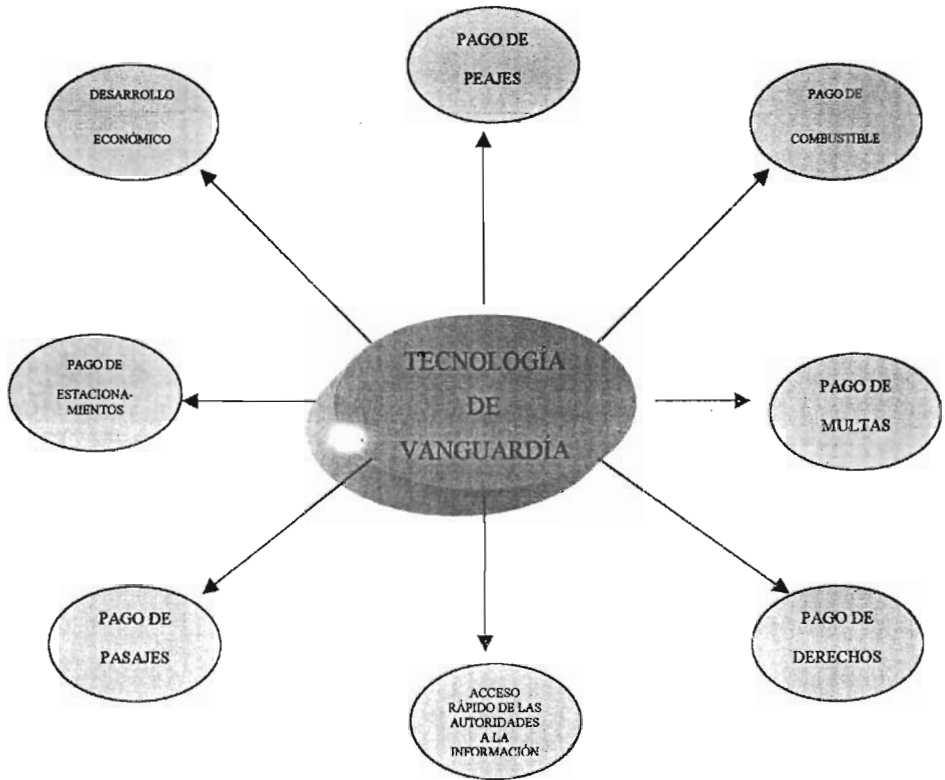 PAGO DE
PEAJES
DESARROLLO
ECONÓMICO
PAGO DE
COMBUSTIBLE
TECNOLOGÍA
DE
VANGUARDÍA
PAGO DE
ESTACIONA-
MIENTOS
PAGO DE
MULTAS
PAGO DE
PASAJES
PAGO DE
DERECHOS
ACCESO
RÁPIDO DE LAS
AUTORIDADES
A LA
INFORMACIÓN